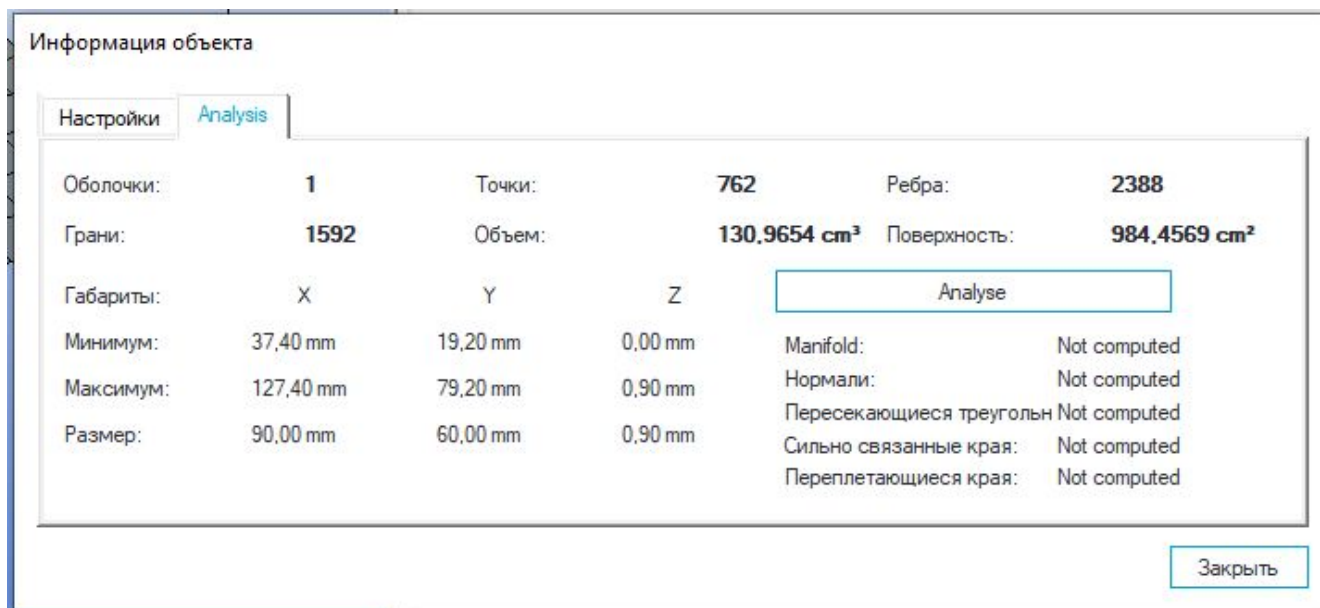 Информация объекта
Настройки Analysis
Оболочки: 1 Точки: 762 Ребра: 2388
Грани: 1592 Объем: 130,9654 cm³ Поверхность: 984,4569 cm²
Габариты: X Y Z Analyse
Минимум: 37,40 mm 19,20 mm 0,00 mm Manifold: Not computed
Максимум: 127,40 mm 79,20 mm 0,90 mm Нормали: Not computed
Пересекающиеся треугольн Not computed
Размер: 90,00 mm 60,00 mm 0,90 mm Сильно связанные края: Not computed
Переплетающиеся края: Not computed
Закрыть